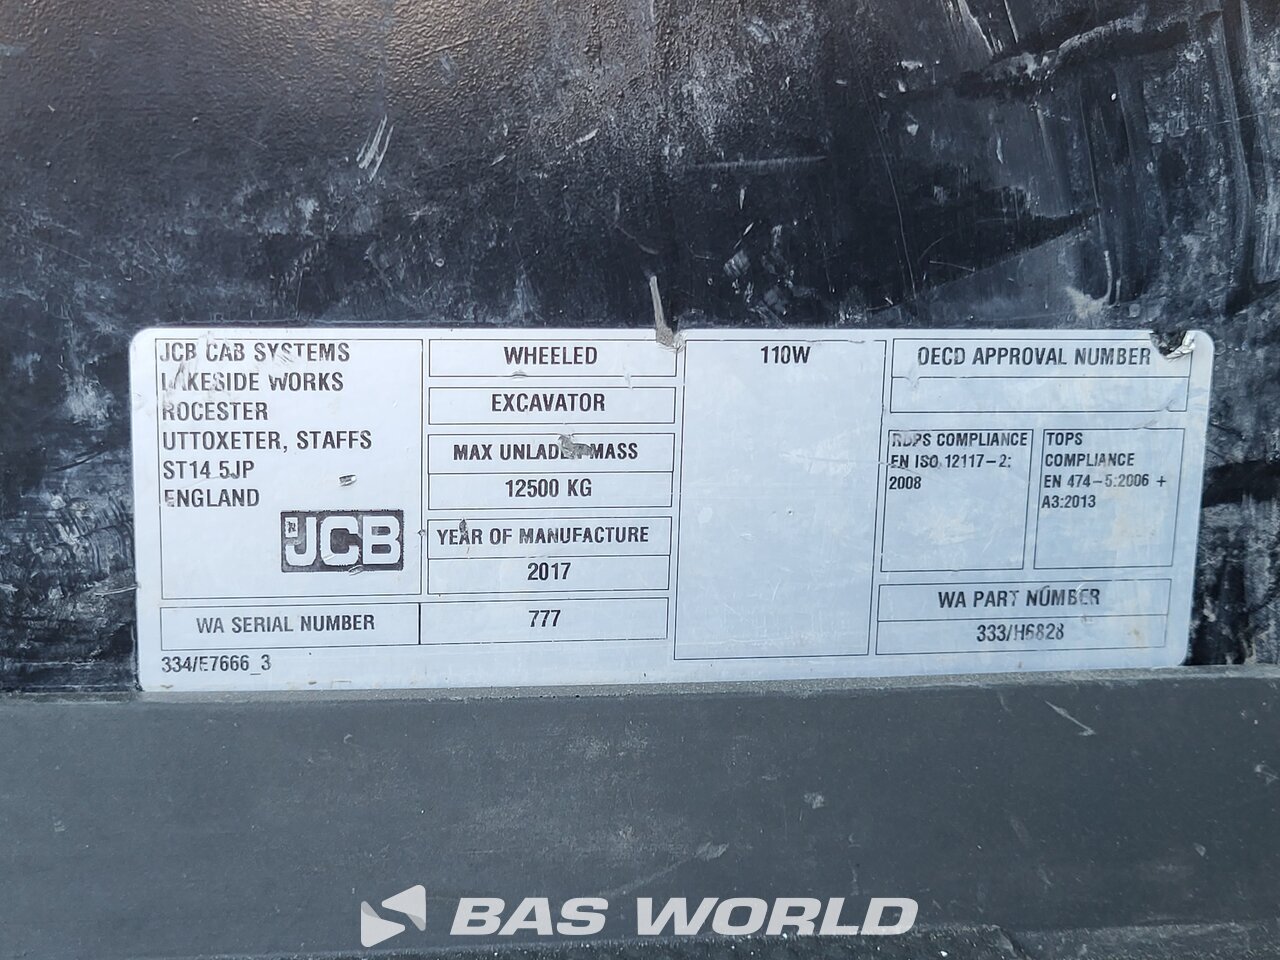 JCB CAB SYSTEMS
LAKESIDE WORKS
ROCESTER
UTTOXETER, STAFFS
ST14 5JP
ENGLAND
JCB
WA SERIAL NUMBER
777
334/E7666_3
WHEELED
EXCAVATOR
MAX UNLADEN MASS
12500 KG
YEAR OF MANUFACTURE
2017
110W
OECD APPROVAL NUMBER
ROPS COMPLIANCE
EN ISO 12117-2:
2008
TOPS
COMPLIANCE
EN 474-5:2006 +
A3:2013
WA PART NUMBER
333/H6828
BAS WORLD